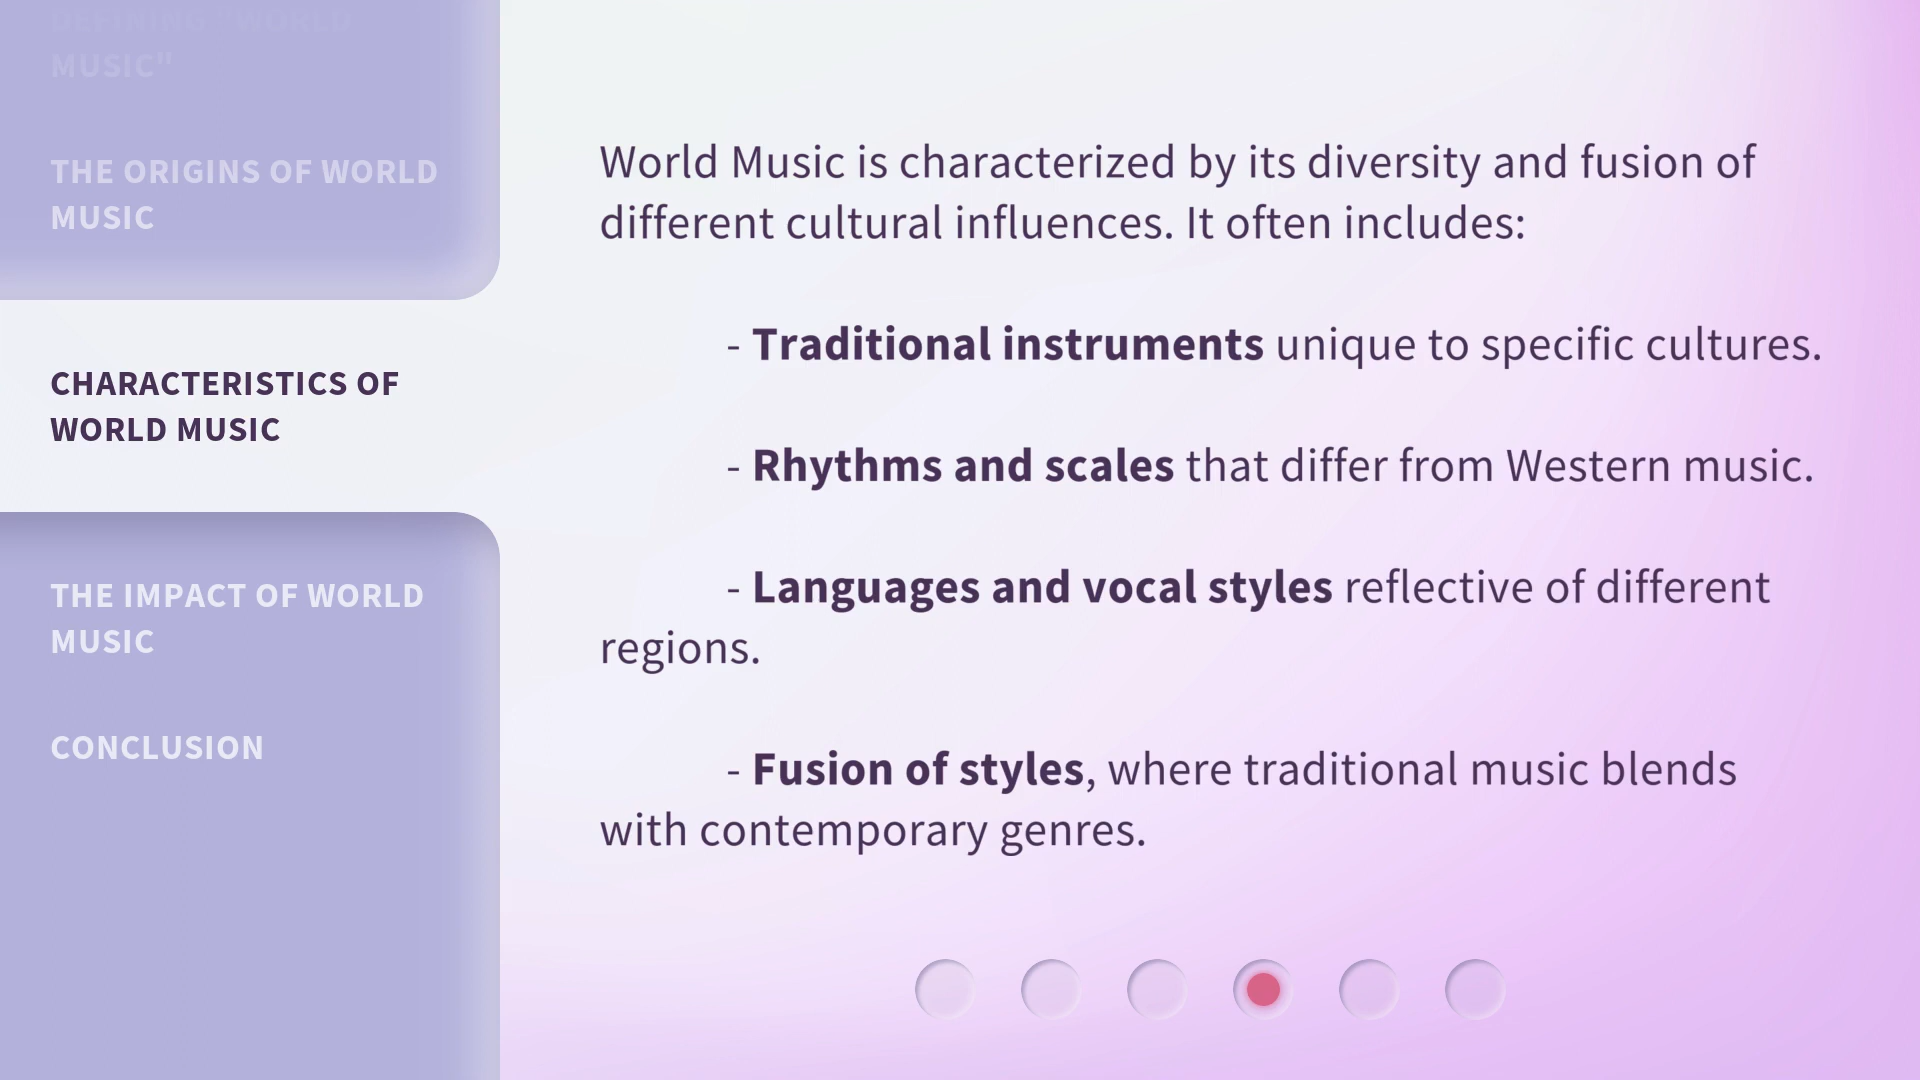 DEFINING "WORLD
MUSIC"
THE ORIGINS OF WORLD
MUSIC
CHARACTERISTICS OF
WORLD MUSIC
THE IMPACT OF WORLD
MUSIC
CONCLUSION
World Music is characterized by its diversity and fusion of
different cultural influences. It often includes:
- Traditional instruments unique to specific cultures.
- Rhythms and scales that differ from Western music.
- Languages and vocal styles reflective of different
regions.
- Fusion of styles, where traditional music blends
with contemporary genres.